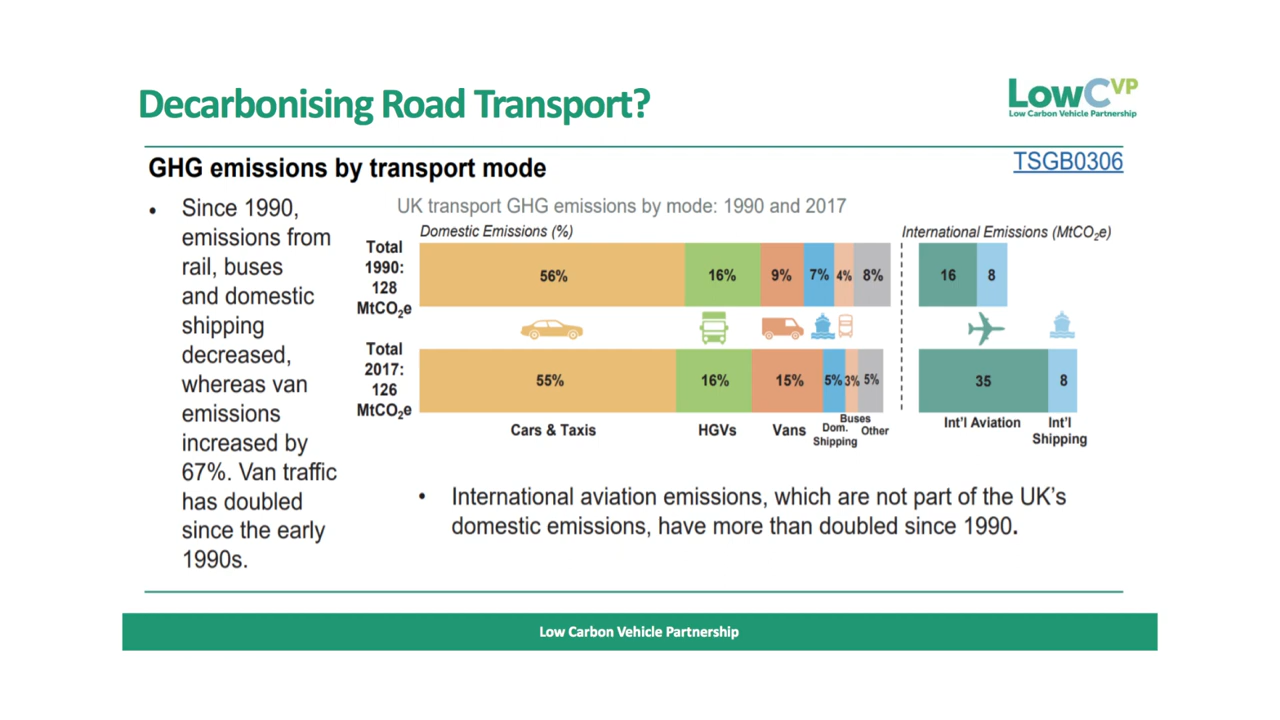 Decarbonising Road Transport?
LowCVP
Low Carbon Vehicle Partnership
GHG emissions by transport mode
TSGB0306
• Since 1990,
emissions from
rail, buses
and domestic
shipping
decreased,
whereas van
emissions
increased by
67%. Van traffic
has doubled
since the early
1990s.
UK transport GHG emissions by mode: 1990 and 2017
Domestic Emissions (%)
International Emissions (MtCO₂e)
Total
1990:
128
MtCO₂e
56% 16% 9% 7% 4% 8% 16 8
Total
2017:
126
MtCO₂e
55% 16% 15% 5% 3% 5% 35 8
Cars & Taxis
HGVs
Vans
Dom.
Shipping
Buses
Other
Int'l Aviation
Int'l
Shipping
• International aviation emissions, which are not part of the UK's
domestic emissions, have more than doubled since 1990.
Low Carbon Vehicle Partnership